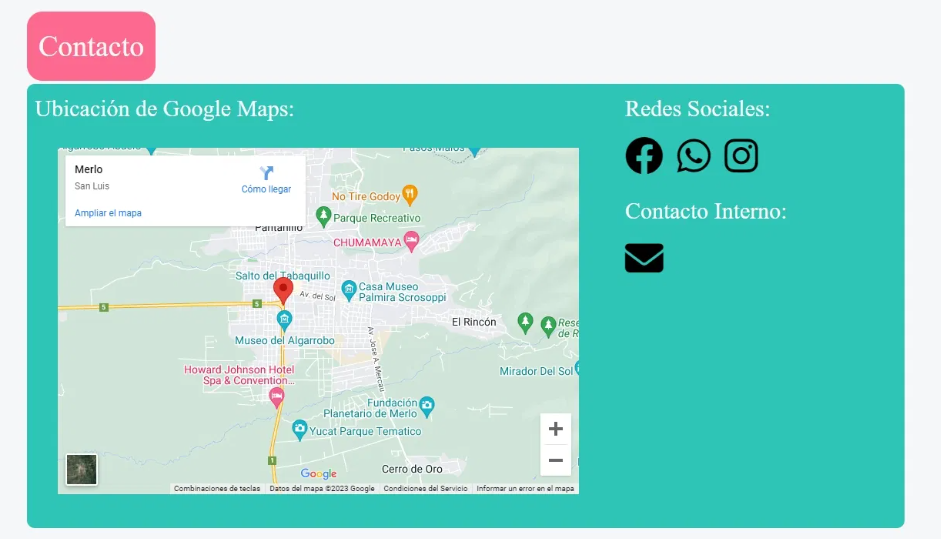 Contacto
Ubicación de Google Maps:
Redes Sociales:
Contacto Interno:
Merlo
San Luis
Cómo llegar
Ampliar el mapa
No Tire Godoy
Parque Recreativo
CHUMAMAYA
Salto del Tabaquillo
Casa Museo
Palmira Scrosoppi
5
5
Av. del Sol
El Rincón
Museo del Algarrobo
Av. Jose A. Mercau
Mirador Del Sol
Howard Johnson Hotel
Spa & Convention...
Fundación
Planetario de Merlo
Yucat Parque Tematico
1
Cerro de Oro
Google
Combinaciones de teclas
Datos del mapa ©2023 Google
Condiciones del Servicio
Informar un error en el mapa